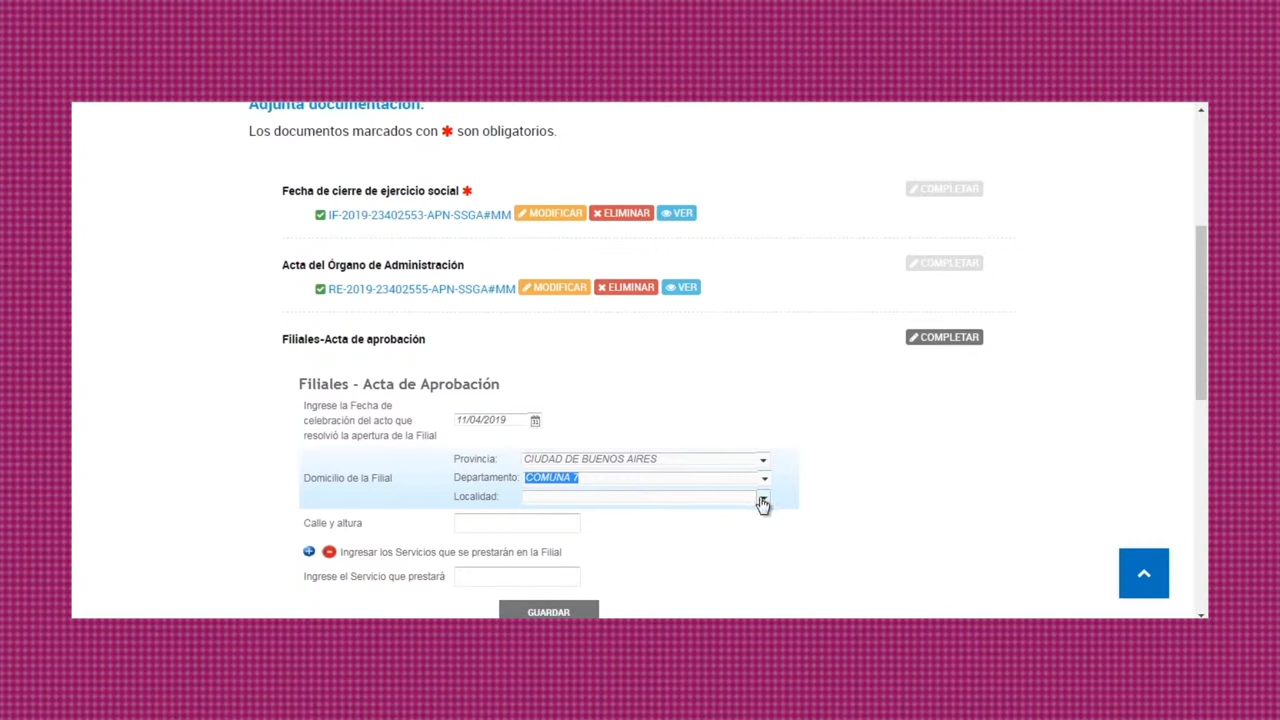 Adjunta documentación.
Los documentos marcados con * son obligatorios.
Fecha de cierre de ejercicio social *
COMPLETAR
IF-2019-23402553-APN-SSGA#MM MODIFICAR ELIMINAR VER
Acta del Órgano de Administración
COMPLETAR
RE-2019-23402555-APN-SSGA#MM MODIFICAR ELIMINAR VER
Filiales-Acta de aprobación
COMPLETAR
Filiales - Acta de Aprobación
Ingrese la Fecha de
celebración del acto que
resolvió la apertura de la Filial
11/04/2019
Domicilio de la Filial
Provincia: CIUDAD DE BUENOS AIRES
Departamento: COMUNA 7
Localidad:
Calle y altura
Ingresar los Servicios que se prestarán en la Filial
Ingrese el Servicio que prestará
GUARDAR